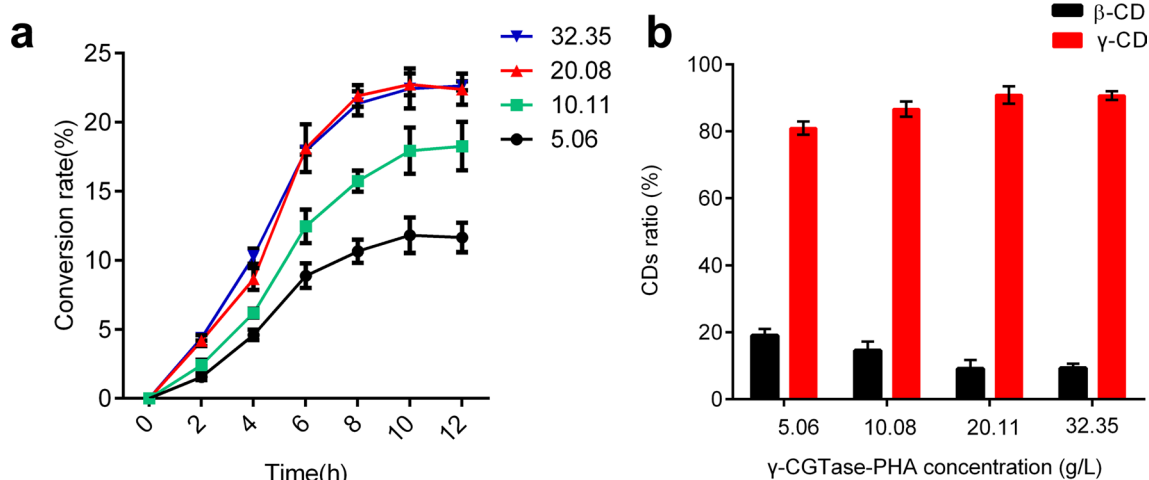 a
32.35
20.08
10.11
5.06
Conversion rate(%)
25
20
15
10
5
0
0 2 4 6 8 10 12
Time(h)
b
β-CD
γ-CD
CDs ratio (%)
100
80
60
40
20
0
5.06 10.08 20.11 32.35
γ-CGTase-PHA concentration (g/L)